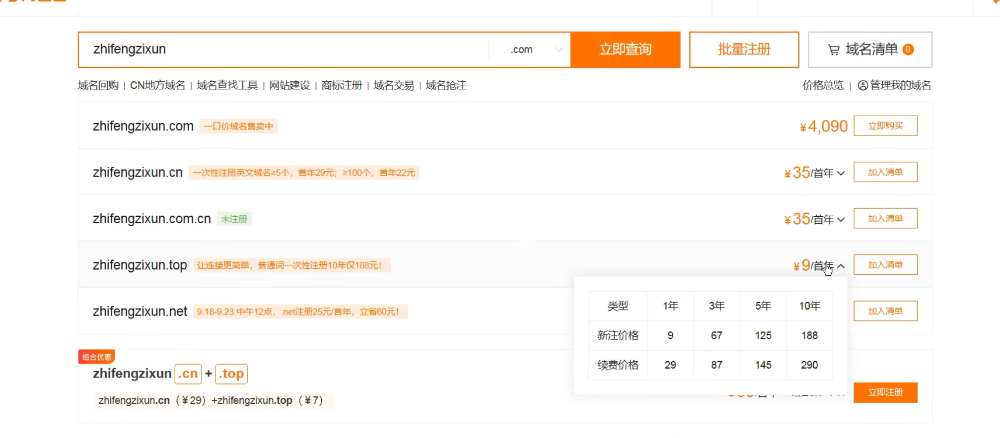 zhifengzixun .com 立即查询 批量注册 域名清单 0
域名回购 | CN地方域名 | 域名查找工具 | 网站建设 | 商标注册 | 域名交易 | 域名抢注 价格总览 | 管理我的域名
zhifengzixun.com 一口价域名售卖中 ¥4,090 立即购买
zhifengzixun.cn 一次性注册英文域名≥5个，首年29元；≥100个，首年22元 ¥35/首年 加入清单
zhifengzixun.com.cn 未注册 ¥35/首年 加入清单
zhifengzixun.top 让连接更简单，普通词一次性注册10年仅188元！ ¥9/首年 加入清单
zhifengzixun.net 9.18-9.23 中午12点，.net注册25元/首年，立省60元！ 加入清单
类型 1年 3年 5年 10年
新注价格 9 67 125 188
续费价格 29 87 145 290
组合优惠
zhifengzixun .cn + .top
zhifengzixun.cn（¥29）+zhifengzixun.top（¥7） 立即注册